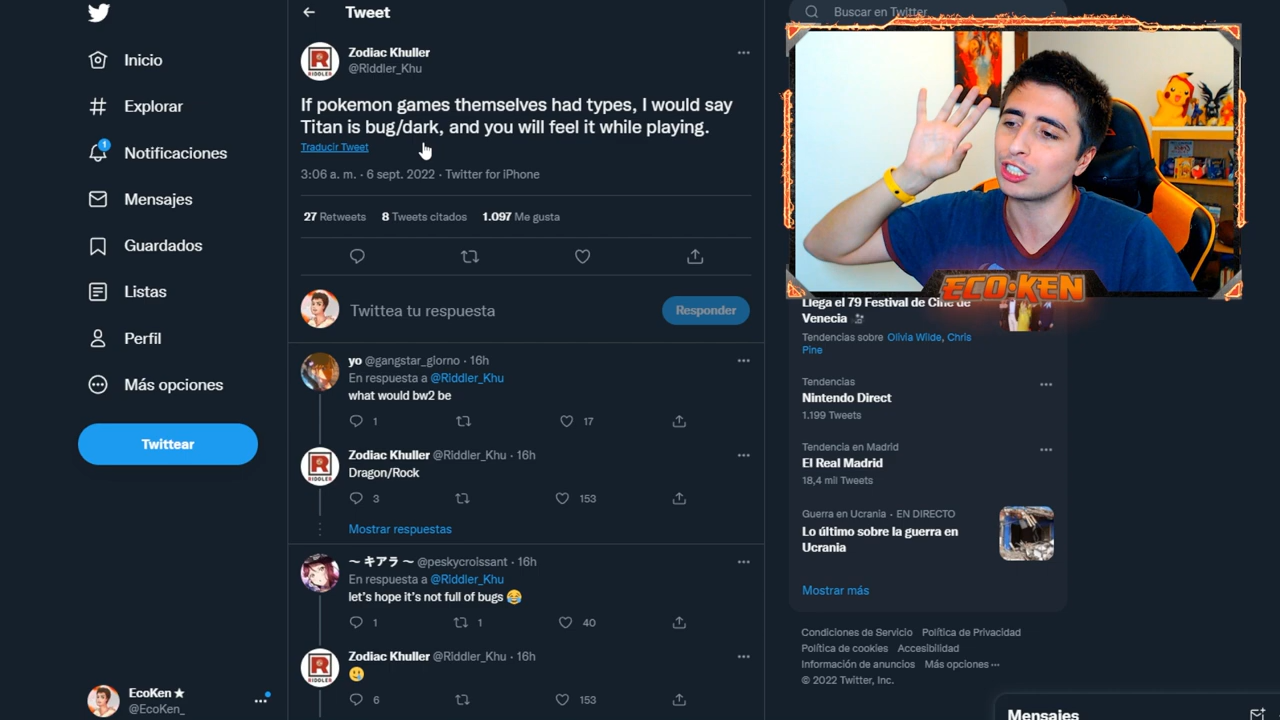 Inicio
Explorar
1
Notificaciones
Mensajes
Guardados
Listas
Perfil
Más opciones
Twittear
EcoKen ★
@EcoKen_
Tweet
RIDDLER
Zodiac Khuller
@RIddler_Khu
If pokemon games themselves had types, I would say
Titan is bug/dark, and you will feel it while playing.
Traducir Tweet
3:06 a. m. · 6 sept. 2022 · Twitter for iPhone
27 Retweets 8 Tweets citados 1.097 Me gusta
Twittea tu respuesta
Responder
yo @gangstar_giorno · 16h
En respuesta a @RIddler_Khu
what would bw2 be
1 17
RIDDLER
Zodiac Khuller @RIddler_Khu · 16h
Dragon/Rock
3 153
Mostrar respuestas
～ キアラ ～ @peskycroissant · 16h
En respuesta a @RIddler_Khu
let's hope it's not full of bugs 😂
1 1 40
RIDDLER
Zodiac Khuller @RIddler_Khu · 16h
🥲
6 153
Buscar en Twitter
ECO·KEN
Llega el 79 Festival de Cine de
Venecia
Tendencias sobre Olivia Wilde, Chris
Pine
Tendencias
Nintendo Direct
1.199 Tweets
Tendencia en Madrid
El Real Madrid
18,4 mil Tweets
Guerra en Ucrania · EN DIRECTO
Lo último sobre la guerra en
Ucrania
Mostrar más
Condiciones de Servicio Política de Privacidad
Política de cookies Accesibilidad
Información de anuncios Más opciones ···
© 2022 Twitter, Inc.
Mensajes